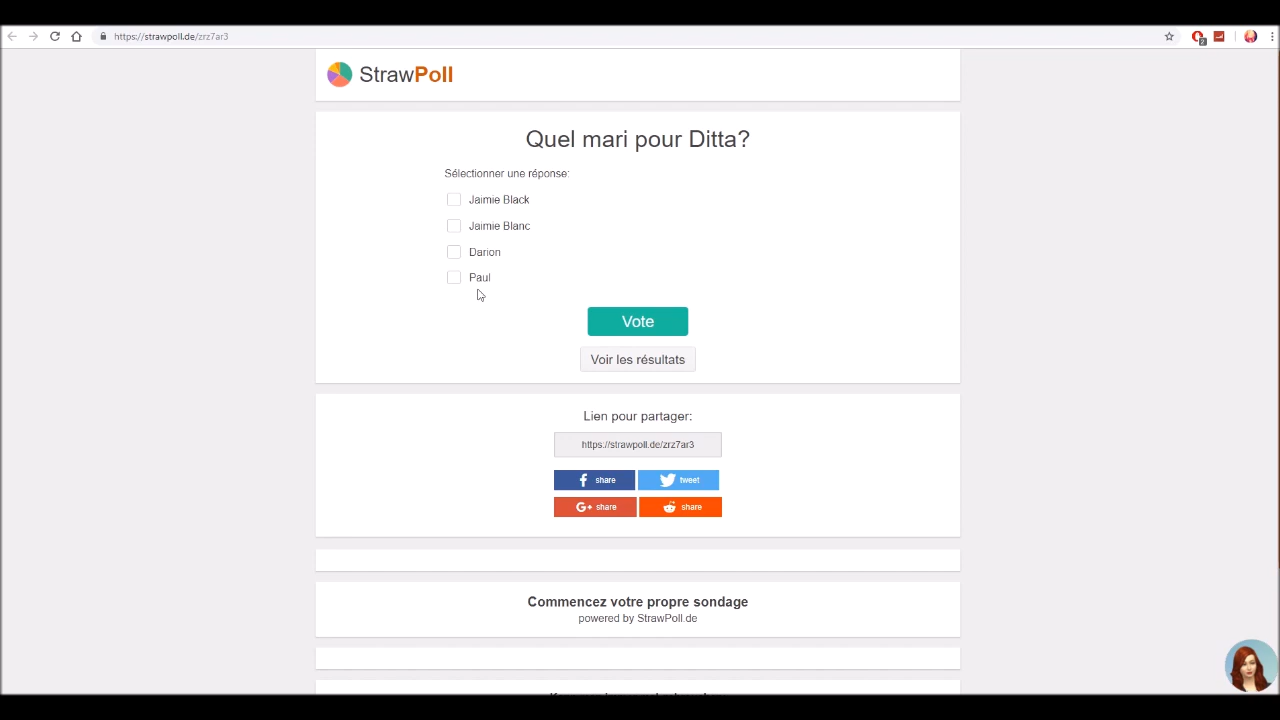 https://strawpoll.de/zrz7ar3
2
StrawPoll
Quel mari pour Ditta?
Sélectionner une réponse:
Jaimie Black
Jaimie Blanc
Darion
Paul
Vote
Voir les résultats
Lien pour partager:
https://strawpoll.de/zrz7ar3
share
tweet
G+ share
share
Commencez votre propre sondage
powered by StrawPoll.de